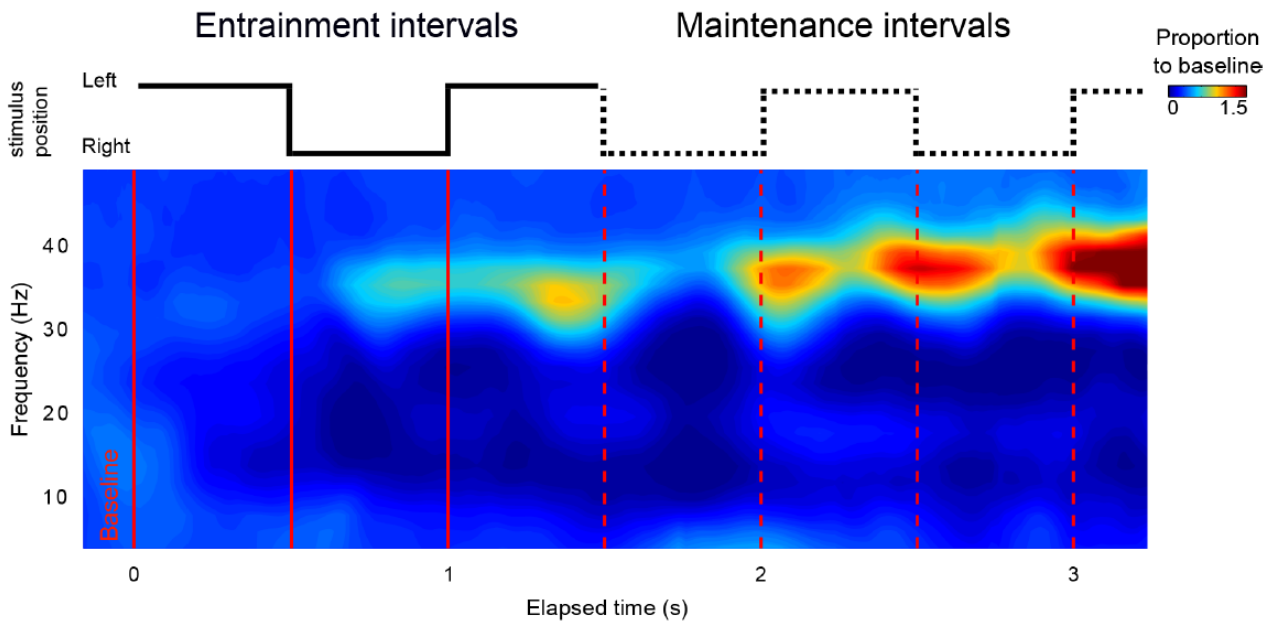 Entrainment intervals
Maintenance intervals
Proportion
to baseline
0 1.5
stimulus
position
Left
Right
Frequency (Hz)
40
30
20
10
Baseline
0 1 2 3
Elapsed time (s)